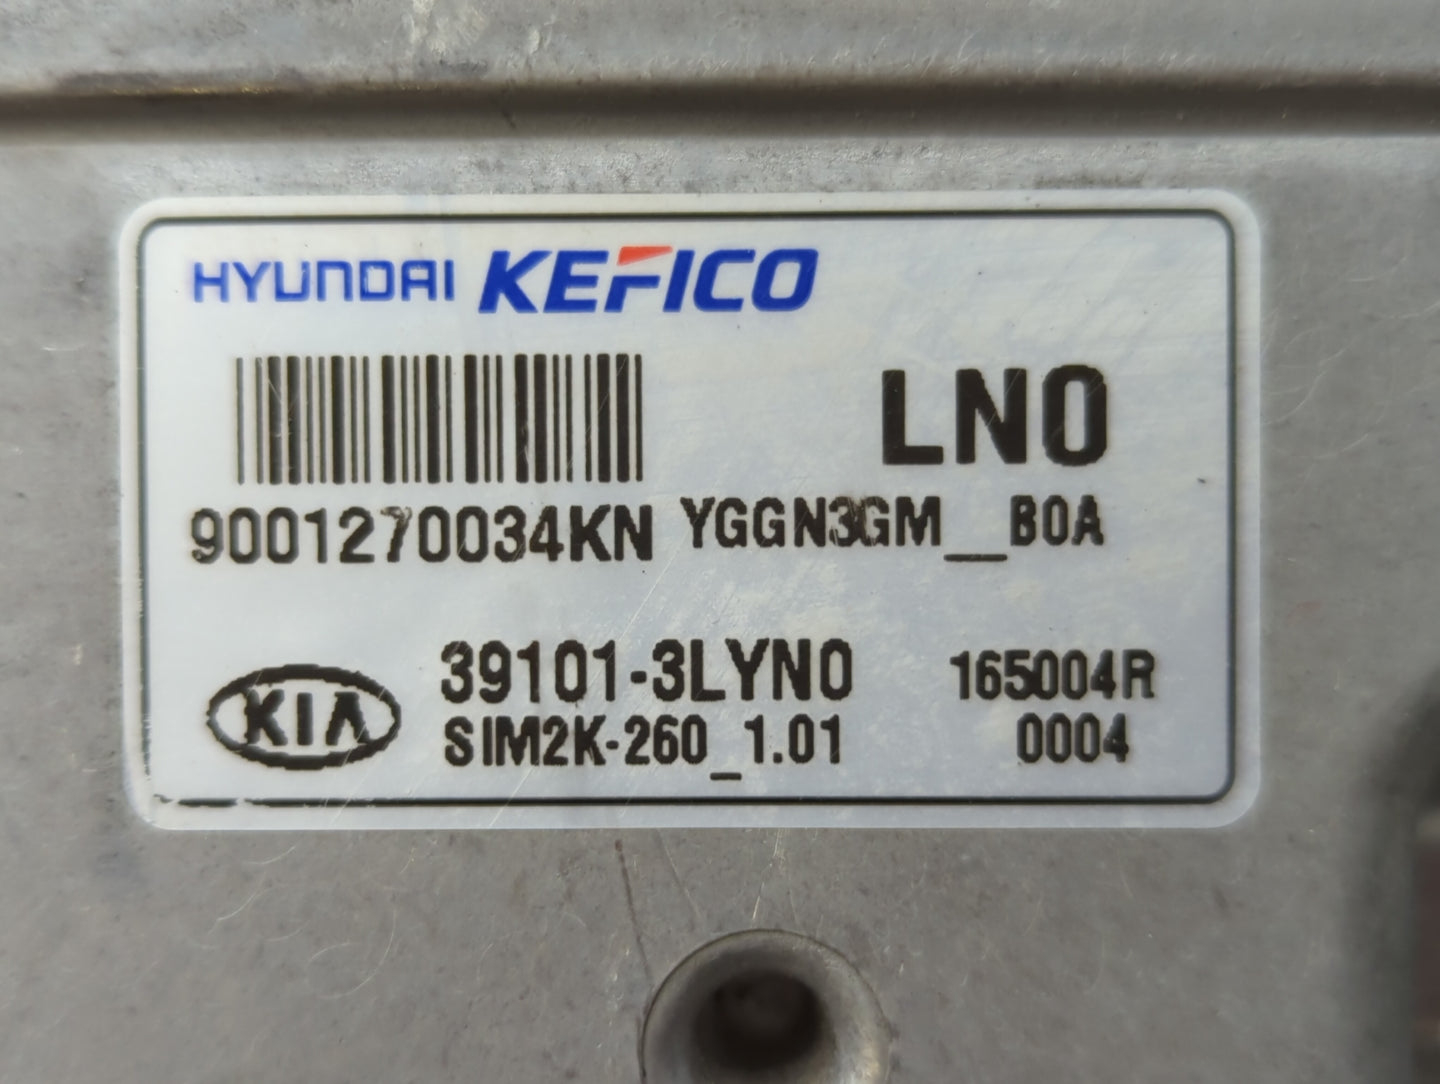 HYUNDAI KEFICO
LN0
9001270034KN YGGN3GM__B0A
39101-3LYN0 165004R
KIA SIM2K-260_1.01 0004